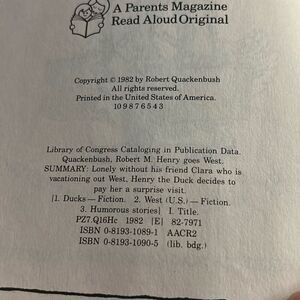 A Parents Magazine
Read Aloud Original
Copyright © 1982 by Robert Quackenbush
All rights reserved.
Printed in the United States of America.
10 9 8 7 6 5 4 3
Library of Congress Cataloging in Publication Data.
Quackenbush, Robert M. Henry goes West.
SUMMARY: Lonely without his friend Clara who is
vacationing out West, Henry the Duck decides to
pay her a surprise visit.
[1. Ducks—Fiction. 2. West (U.S.)—Fiction.
3. Humorous stories] I. Title.
PZ7.Q16Hc 1982 [E] 82-7971
ISBN 0-8193-1089-1 AACR2
ISBN 0-8193-1090-5 (lib. bdg.)